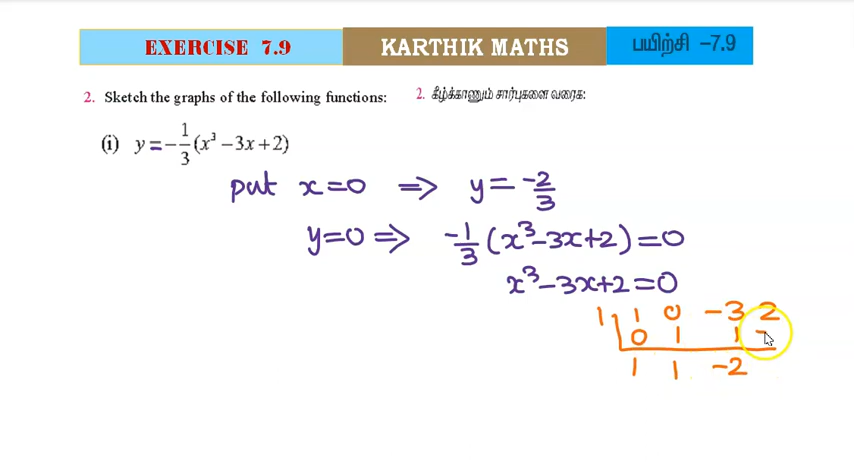 EXERCISE 7.9 KARTHIK MATHS பயிற்சி –7.9
2. Sketch the graphs of the following functions: 2. கீழ்க்காணும் சார்புகளை வரைக:
(i) y = -1/3 (x³ − 3x + 2)
put x=0 ⇒ y = -2/3
y=0 ⇒ -1/3 (x³-3x+2) = 0
x³-3x+2=0
1 | 1 0 -3 2
0 1 1 -
1 1 -2